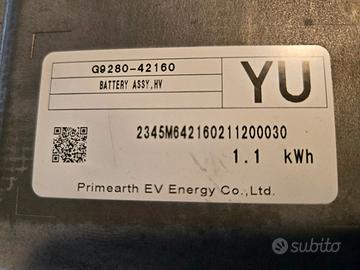 G9280-42160
BATTERY ASSY,HV
YU
2345M642160211200030
1.1 kWh
Primearth EV Energy Co.,Ltd.
subito